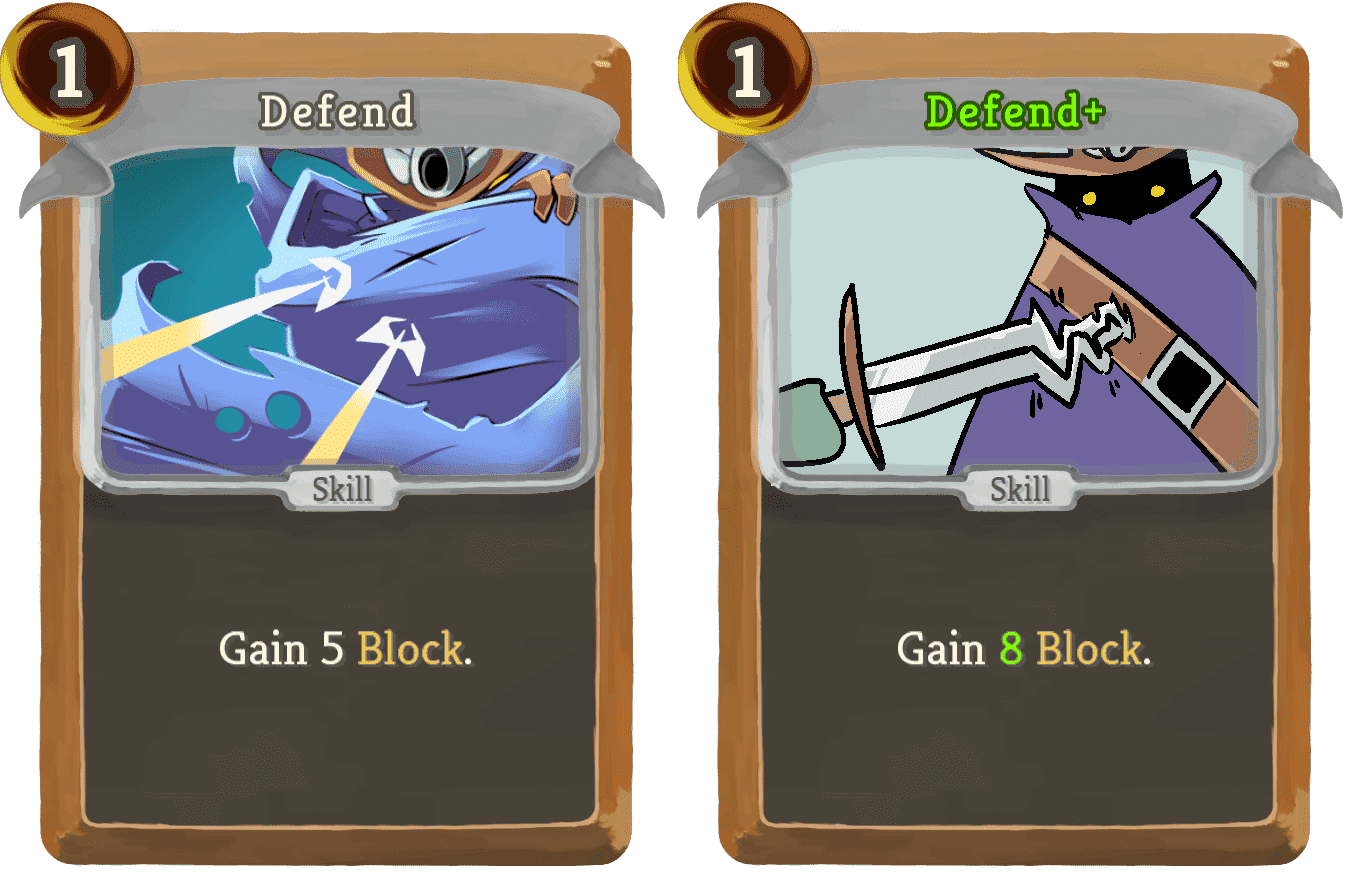 1
Defend
Skill
Gain 5 Block.
1
Defend+
Skill
Gain 8 Block.